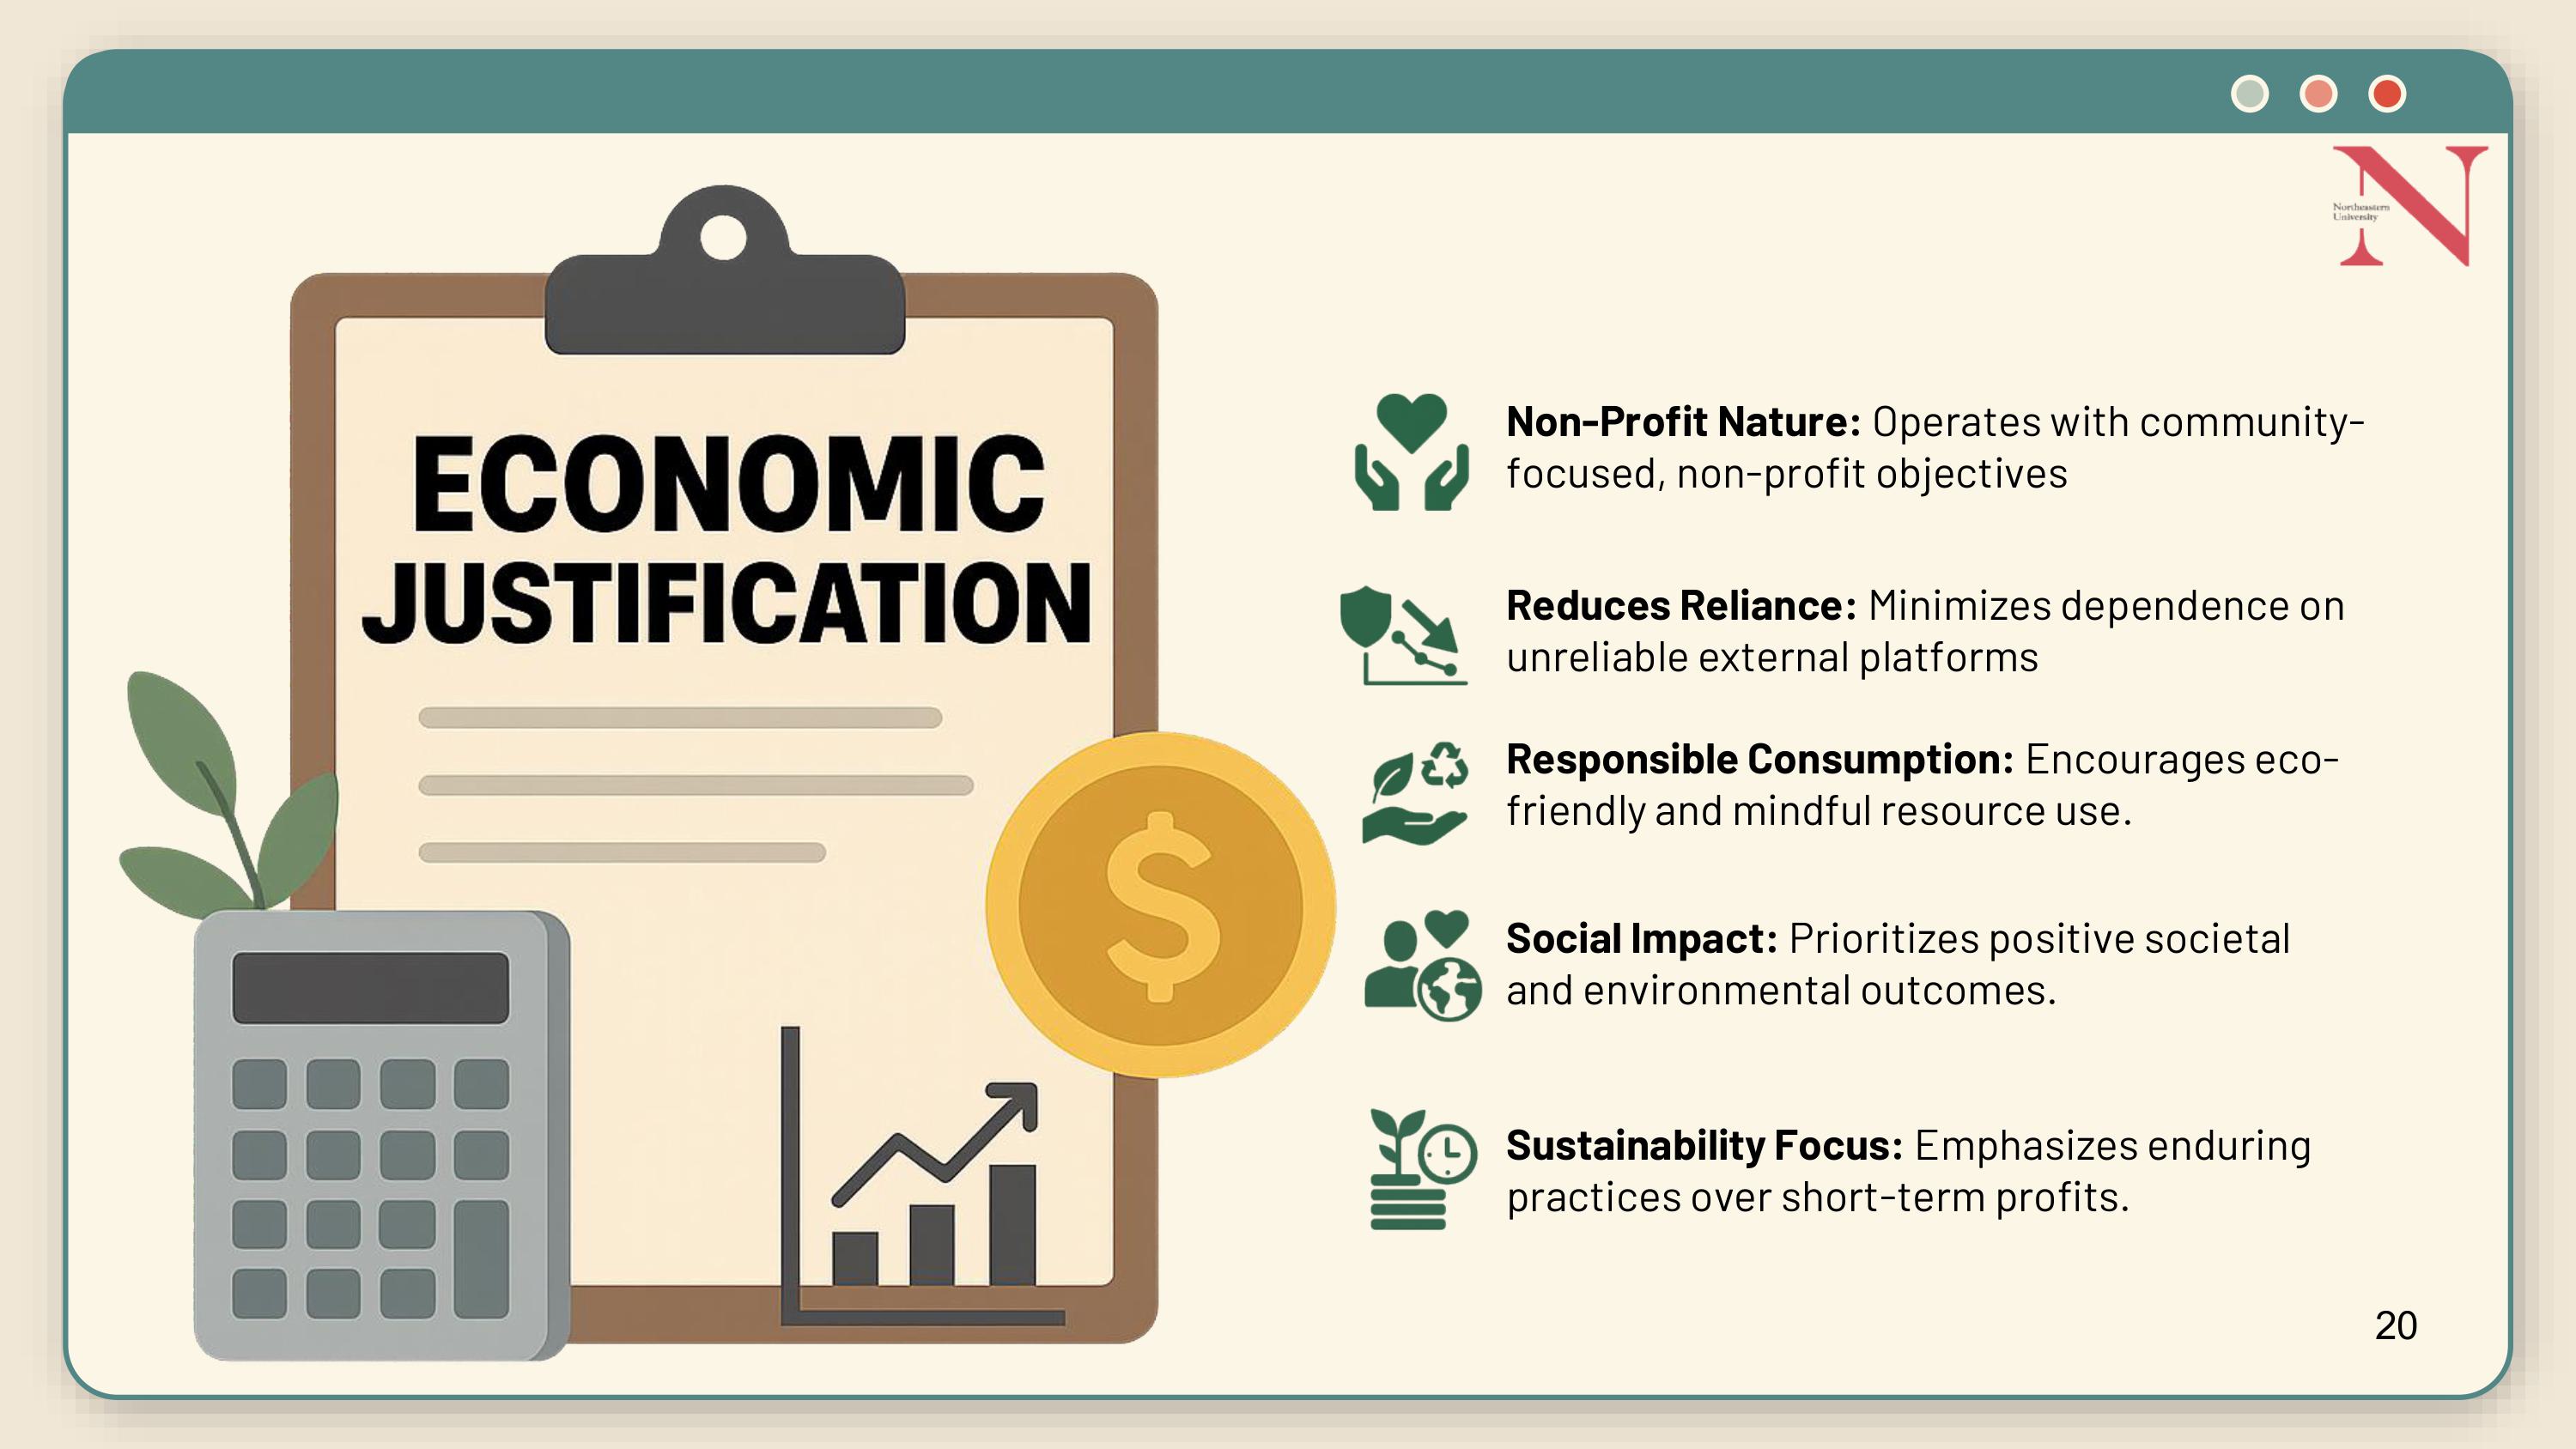 Northeastern
University
ECONOMIC
JUSTIFICATION
$
Non-Profit Nature: Operates with community-
focused, non-profit objectives
Reduces Reliance: Minimizes dependence on
unreliable external platforms
Responsible Consumption: Encourages eco-
friendly and mindful resource use.
Social Impact: Prioritizes positive societal
and environmental outcomes.
Sustainability Focus: Emphasizes enduring
practices over short-term profits.
20